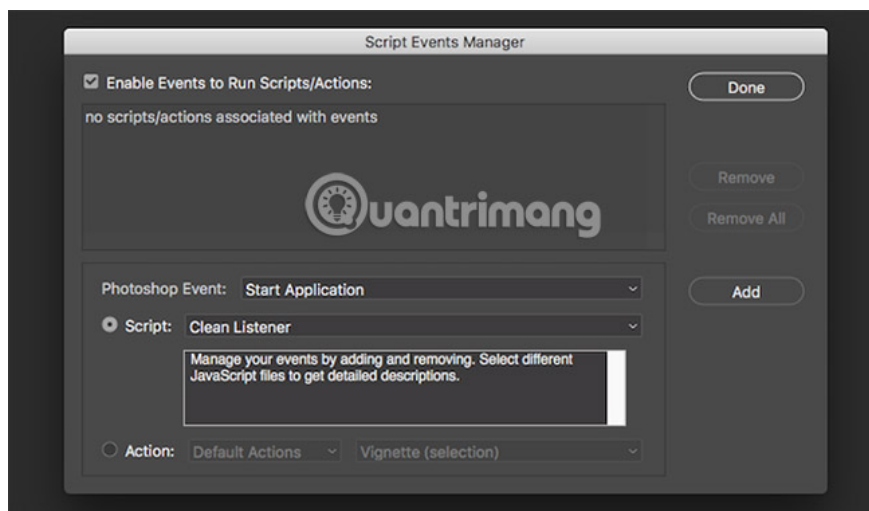 Script Events Manager
Enable Events to Run Scripts/Actions:
Done
no scripts/actions associated with events
Remove
Quantrimang
Remove All
Photoshop Event: Start Application
Add
Script: Clean Listener
Manage your events by adding and removing. Select different
JavaScript files to get detailed descriptions.
Action: Default Actions Vignette (selection)